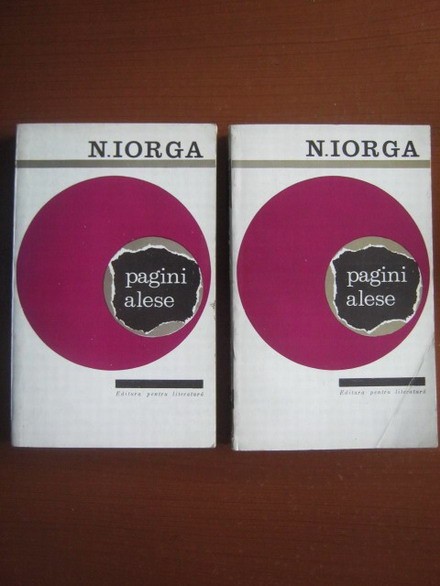 N. IORGA
pagini
alese
Editura pentru literatură
N. IORGA
pagini
alese
Editura pentru literatură